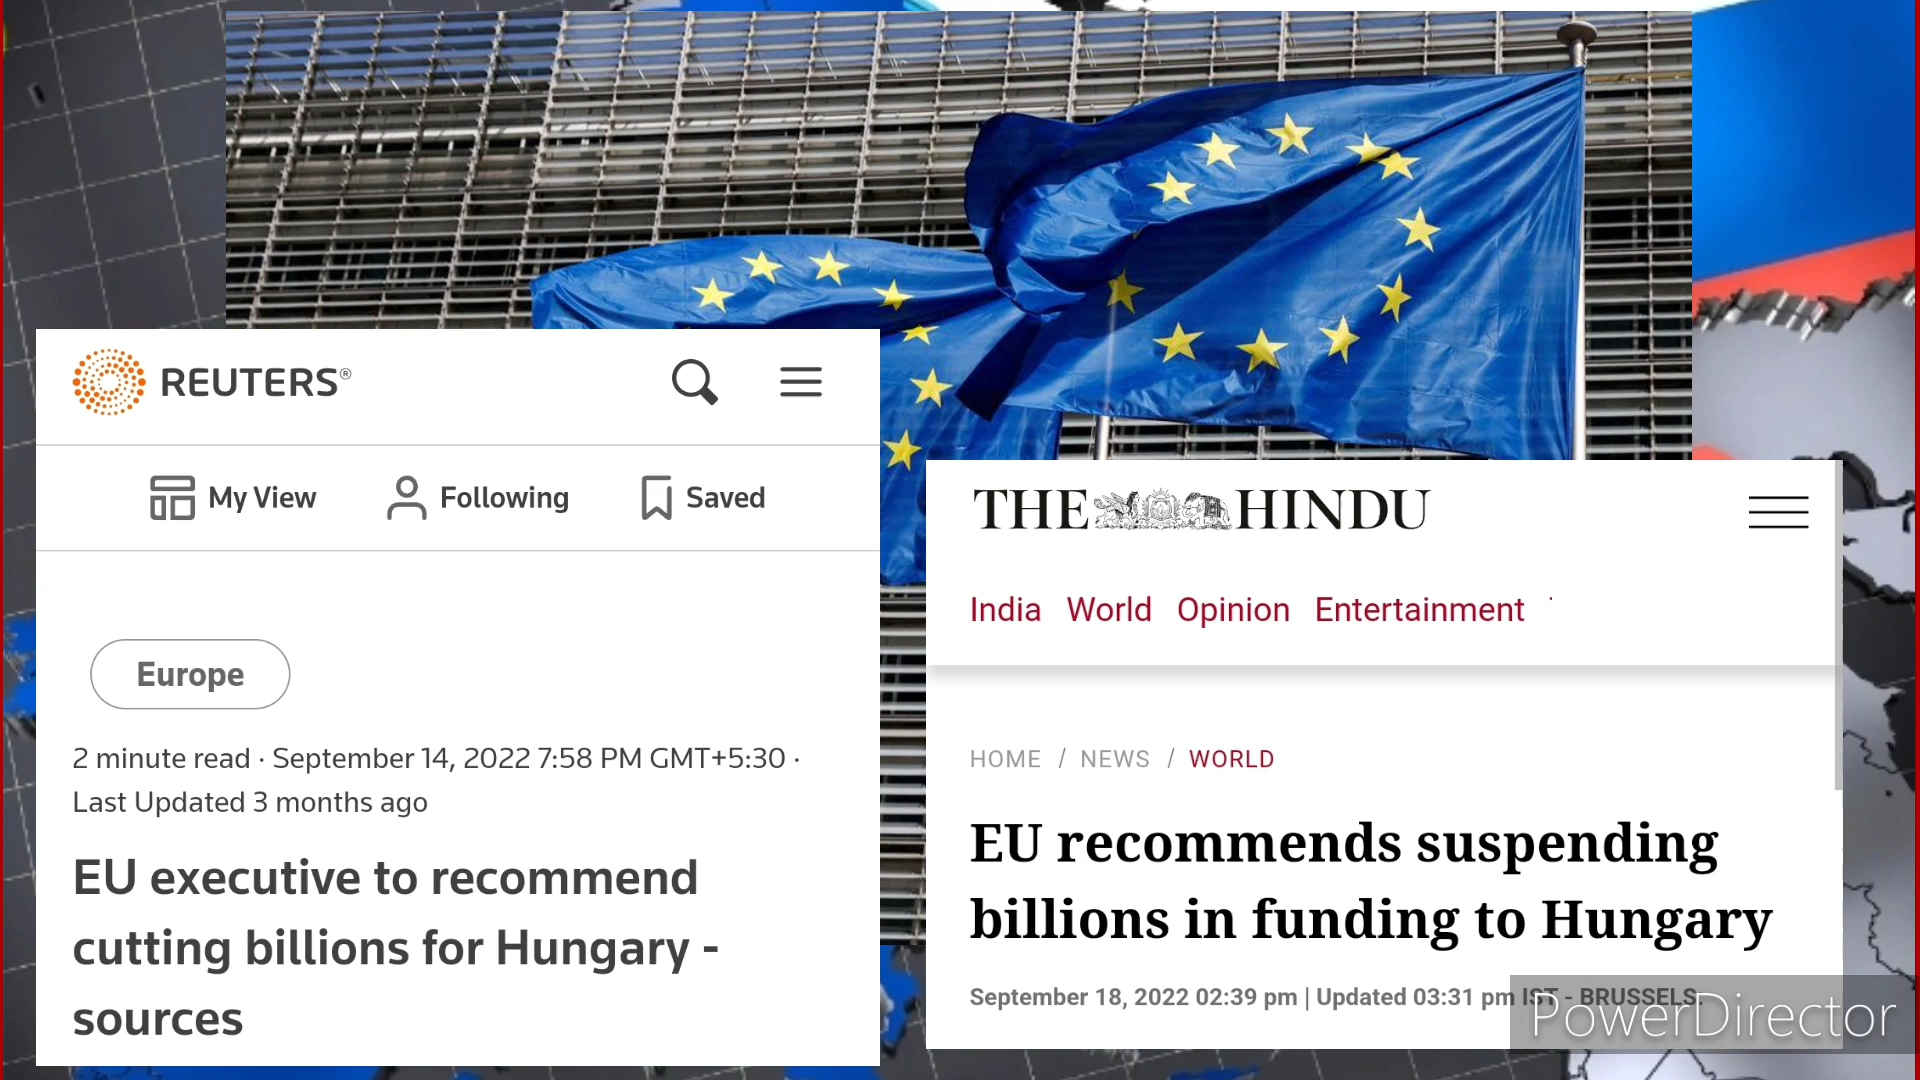 REUTERS®
My View Following Saved
Europe
2 minute read · September 14, 2022 7:58 PM GMT+5:30 ·
Last Updated 3 months ago
EU executive to recommend
cutting billions for Hungary -
sources
THE HINDU
India World Opinion Entertainment
HOME / NEWS / WORLD
EU recommends suspending
billions in funding to Hungary
September 18, 2022 02:39 pm | Updated 03:31 pm IST - BRUSSELS.
PowerDirector